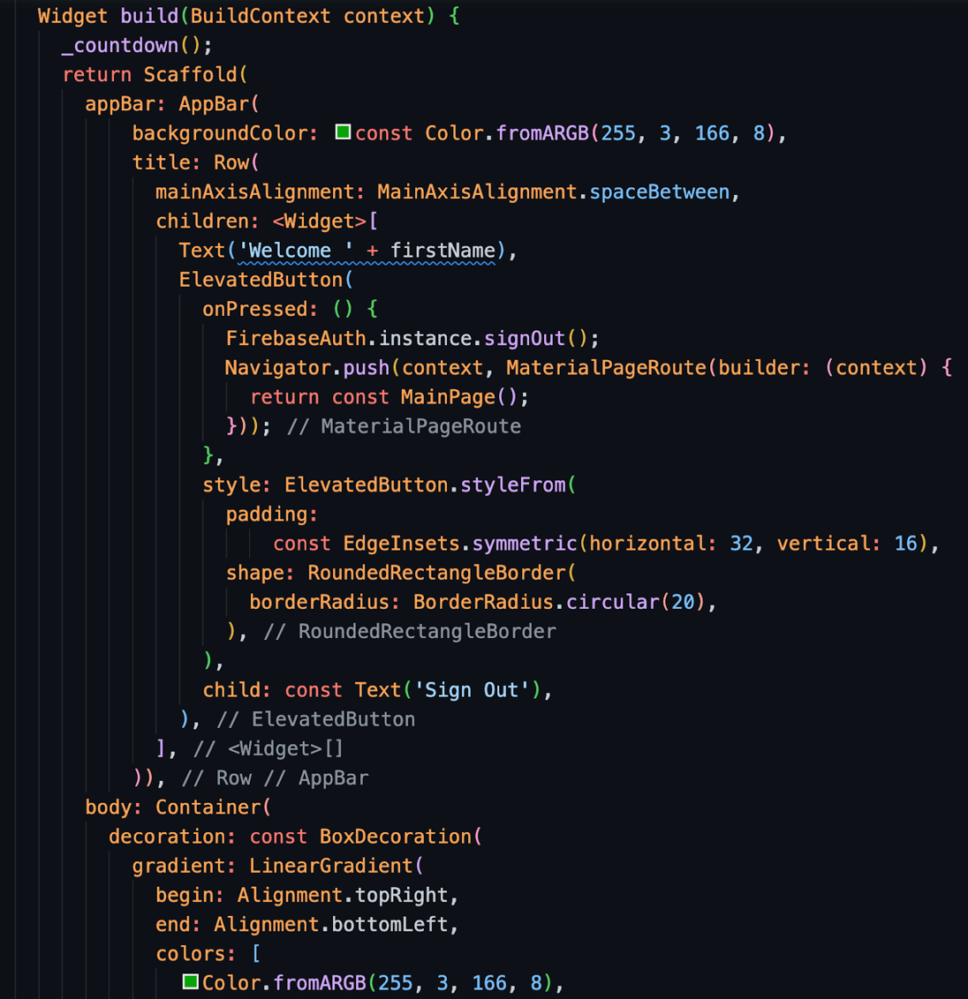 Widget build(BuildContext context) {
  _countdown();
  return Scaffold(
    appBar: AppBar(
        backgroundColor: const Color.fromARGB(255, 3, 166, 8),
        title: Row(
          mainAxisAlignment: MainAxisAlignment.spaceBetween,
          children: <Widget>[
            Text('Welcome ' + firstName),
            ElevatedButton(
              onPressed: () {
                FirebaseAuth.instance.signOut();
                Navigator.push(context, MaterialPageRoute(builder: (context) {
                  return const MainPage();
                })); // MaterialPageRoute
              },
              style: ElevatedButton.styleFrom(
                padding:
                    const EdgeInsets.symmetric(horizontal: 32, vertical: 16),
                shape: RoundedRectangleBorder(
                  borderRadius: BorderRadius.circular(20),
                ), // RoundedRectangleBorder
              ),
              child: const Text('Sign Out'),
            ), // ElevatedButton
          ], // <Widget>[]
        )), // Row // AppBar
    body: Container(
      decoration: const BoxDecoration(
        gradient: LinearGradient(
          begin: Alignment.topRight,
          end: Alignment.bottomLeft,
          colors: [
            Color.fromARGB(255, 3, 166, 8),